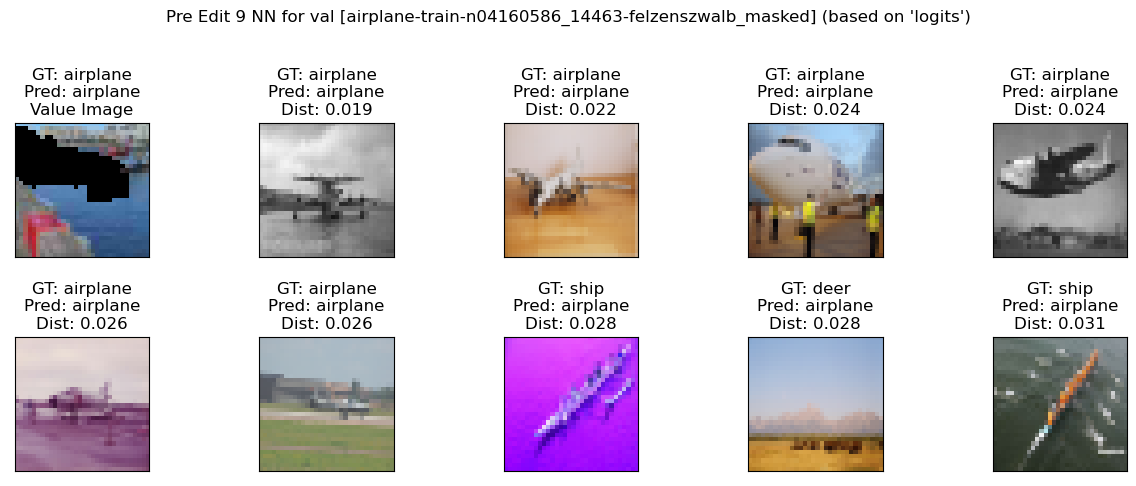 Pre Edit 9 NN for val [airplane-train-n04160586_14463-felzenszwalb_masked] (based on 'logits')
GT: airplane
Pred: airplane
Value Image
GT: airplane
Pred: airplane
Dist: 0.019
GT: airplane
Pred: airplane
Dist: 0.022
GT: airplane
Pred: airplane
Dist: 0.024
GT: airplane
Pred: airplane
Dist: 0.024
GT: airplane
Pred: airplane
Dist: 0.026
GT: airplane
Pred: airplane
Dist: 0.026
GT: ship
Pred: airplane
Dist: 0.028
GT: deer
Pred: airplane
Dist: 0.028
GT: ship
Pred: airplane
Dist: 0.031